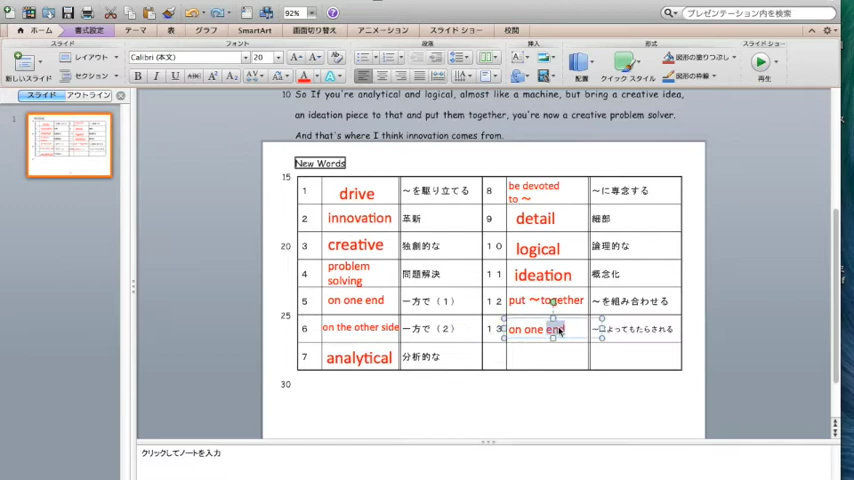 92%
プレゼンテーション内を検索
ホーム
書式設定
テーマ
表
グラフ
SmartArt
画面切り替え
アニメーション
スライド ショー
校閲
スライド
フォント
段落
挿入
形式
スライド ショー
新しいスライド
レイアウト
セクション
Calibri (本文)
20
配置
クイック スタイル
図形の塗りつぶし
図形の枠線
再生
スライド
アウトライン
1
10 So If you're analytical and logical, almost like a machine, but bring a creative idea,
an ideation piece to that and put them together, you're now a creative problem solver.
And that's where I think innovation comes from.
New Words
15
1 drive ～を駆り立てる 8 be devoted to ～ ～に専念する
2 innovation 革新 9 detail 細部
20
3 creative 独創的な 10 logical 論理的な
4 problem solving 問題解決 11 ideation 概念化
5 on one end 一方で（1） 12 put ～together ～を組み合わせる
25
6 on the other side 一方で（2） 13 on one end よってもたらされる
7 analytical 分析的な
30
クリックしてノートを入力